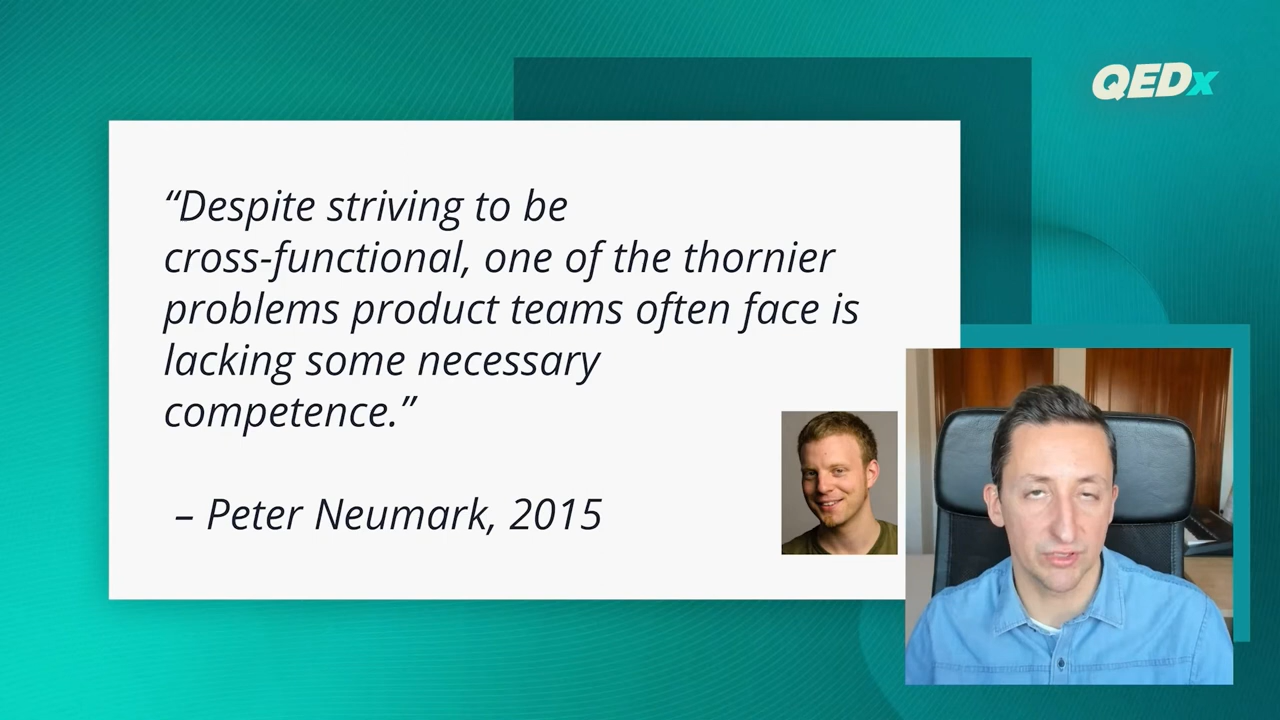 QEDx
“Despite striving to be
cross-functional, one of the thornier
problems product teams often face is
lacking some necessary
competence.”
– Peter Neumark, 2015